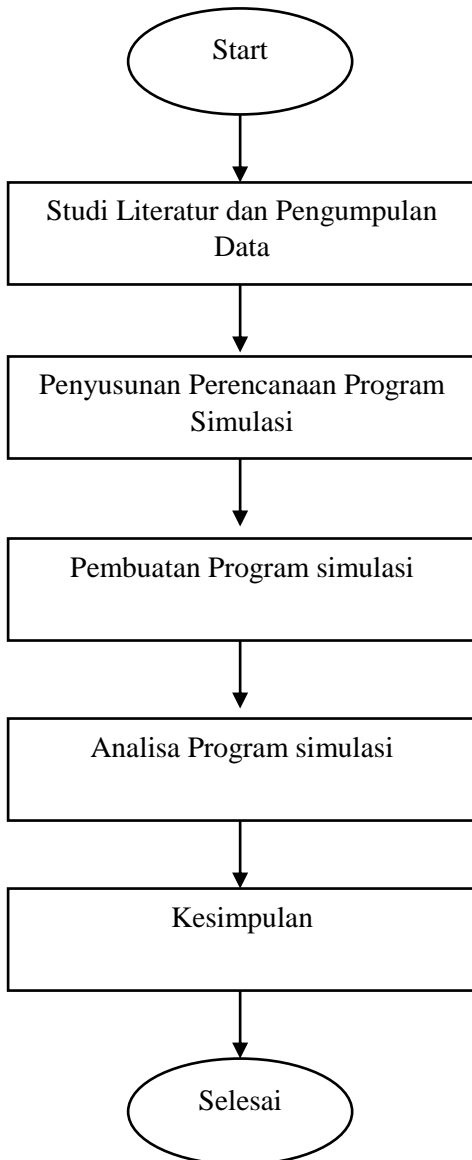 Start
Studi Literatur dan Pengumpulan
Data
Penyusunan Perencanaan Program
Simulasi
Pembuatan Program simulasi
Analisa Program simulasi
Kesimpulan
Selesai